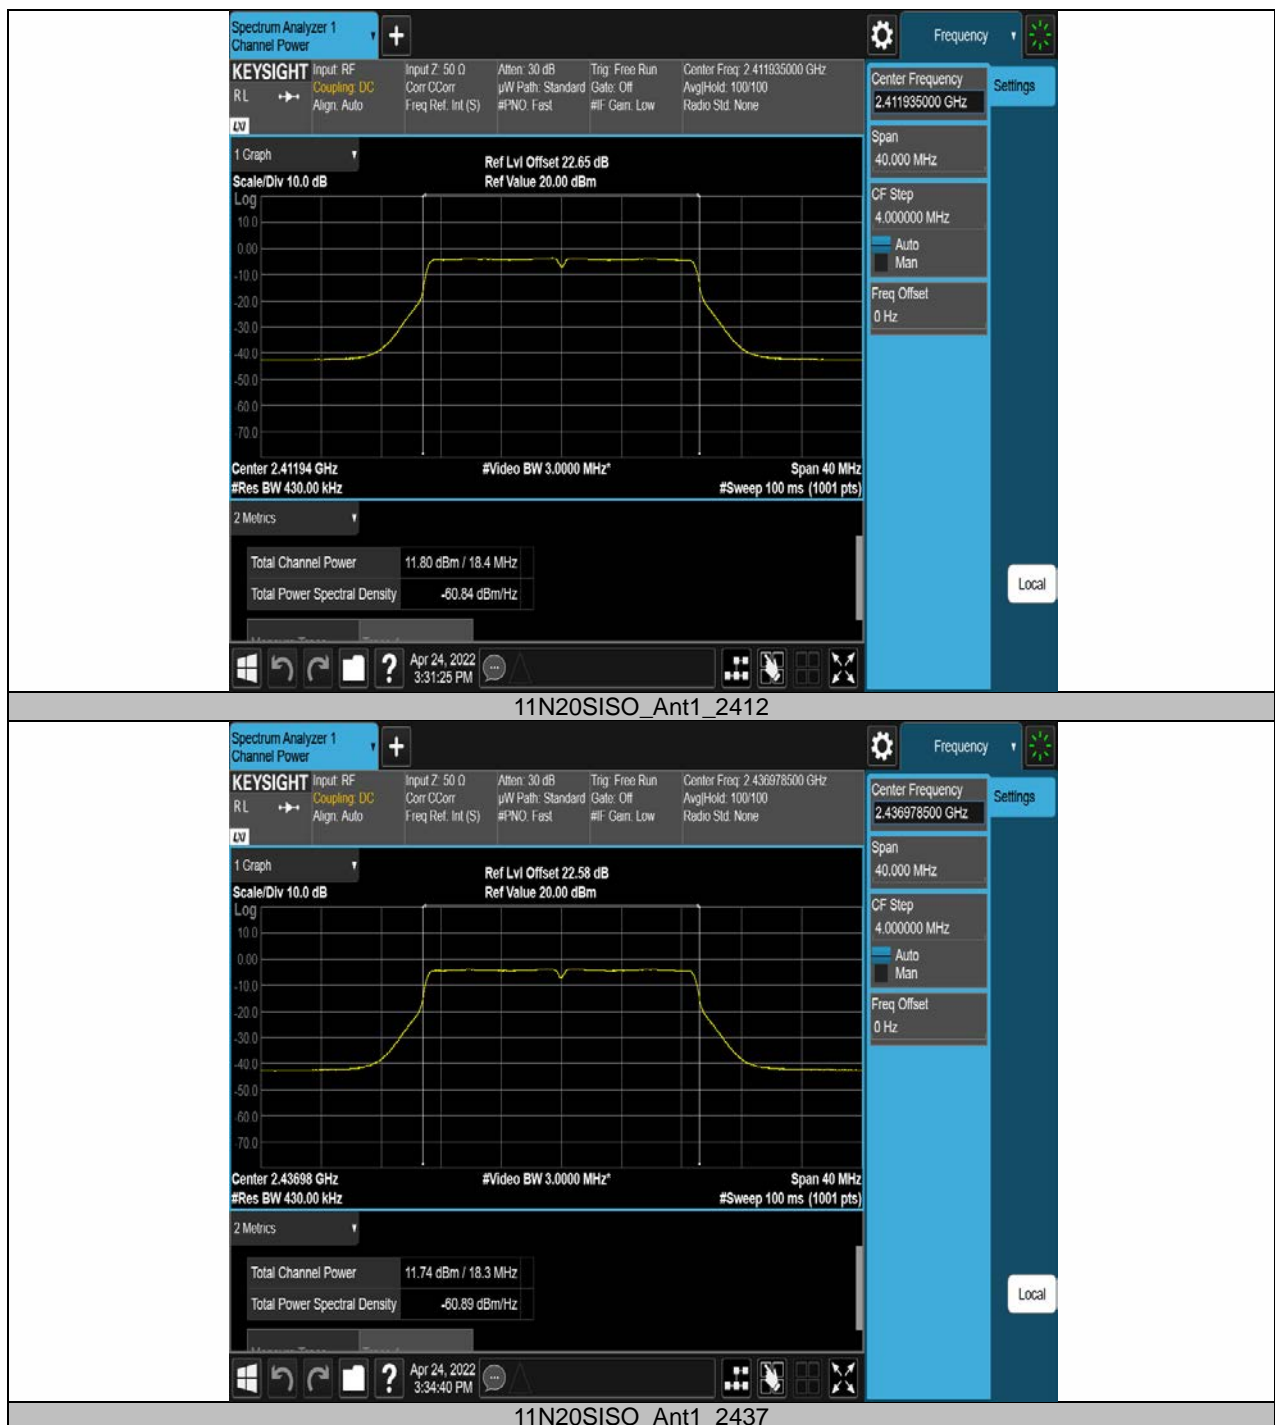 Spectrum Analyzer 1
Channel Power
Frequency
KEYSIGHT
RL
LXI
Input: RF
Coupling: DC
Align: Auto
Input Z: 50 Ω
Corr CCorr
Freq Ref: Int (S)
Atten: 30 dB
µW Path: Standard
#PNO: Fast
Trig: Free Run
Gate: Off
#IF Gain: Low
Center Freq: 2.411935000 GHz
Avg|Hold: 100/100
Radio Std: None
Center Frequency
2.411935000 GHz
Settings
Span
40.000 MHz
CF Step
4.000000 MHz
Auto
Man
Freq Offset
0 Hz
Local
1 Graph
Scale/Div 10.0 dB
Ref Lvl Offset 22.65 dB
Ref Value 20.00 dBm
Log
10.0
0.00
-10.0
-20.0
-30.0
-40.0
-50.0
-60.0
-70.0
Center 2.41194 GHz
#Video BW 3.0000 MHz*
Span 40 MHz
#Res BW 430.00 kHz
#Sweep 100 ms (1001 pts)
2 Metrics
Total Channel Power
11.80 dBm / 18.4 MHz
Total Power Spectral Density
-60.84 dBm/Hz
?
Apr 24, 2022
3:31:25 PM
11N20SISO_Ant1_2412
Spectrum Analyzer 1
Channel Power
Frequency
KEYSIGHT
RL
LXI
Input: RF
Coupling: DC
Align: Auto
Input Z: 50 Ω
Corr CCorr
Freq Ref: Int (S)
Atten: 30 dB
µW Path: Standard
#PNO: Fast
Trig: Free Run
Gate: Off
#IF Gain: Low
Center Freq: 2.436978500 GHz
Avg|Hold: 100/100
Radio Std: None
Center Frequency
2.436978500 GHz
Settings
Span
40.000 MHz
CF Step
4.000000 MHz
Auto
Man
Freq Offset
0 Hz
Local
1 Graph
Scale/Div 10.0 dB
Ref Lvl Offset 22.58 dB
Ref Value 20.00 dBm
Log
10.0
0.00
-10.0
-20.0
-30.0
-40.0
-50.0
-60.0
-70.0
Center 2.43698 GHz
#Video BW 3.0000 MHz*
Span 40 MHz
#Res BW 430.00 kHz
#Sweep 100 ms (1001 pts)
2 Metrics
Total Channel Power
11.74 dBm / 18.3 MHz
Total Power Spectral Density
-60.89 dBm/Hz
?
Apr 24, 2022
3:34:40 PM
11N20SISO_Ant1_2437